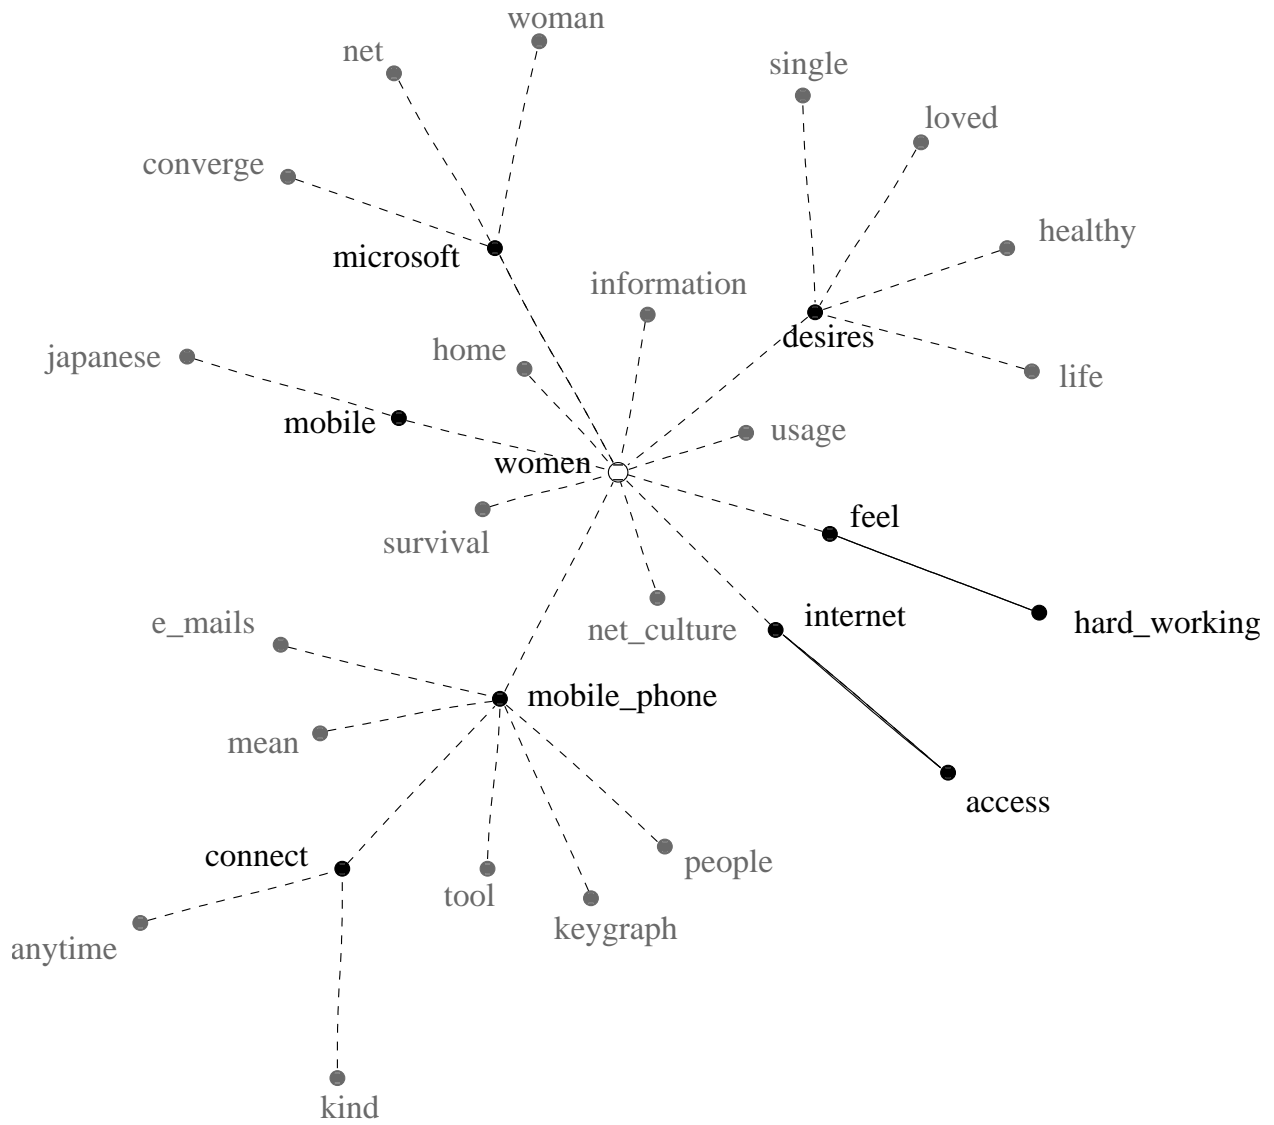 woman
net
single
loved
converge
healthy
microsoft
information
desires
home
japanese
life
mobile
usage
women
feel
survival
internet
hard_working
e_mails
net_culture
mobile_phone
mean
access
connect
people
tool
keygraph
anytime
kind